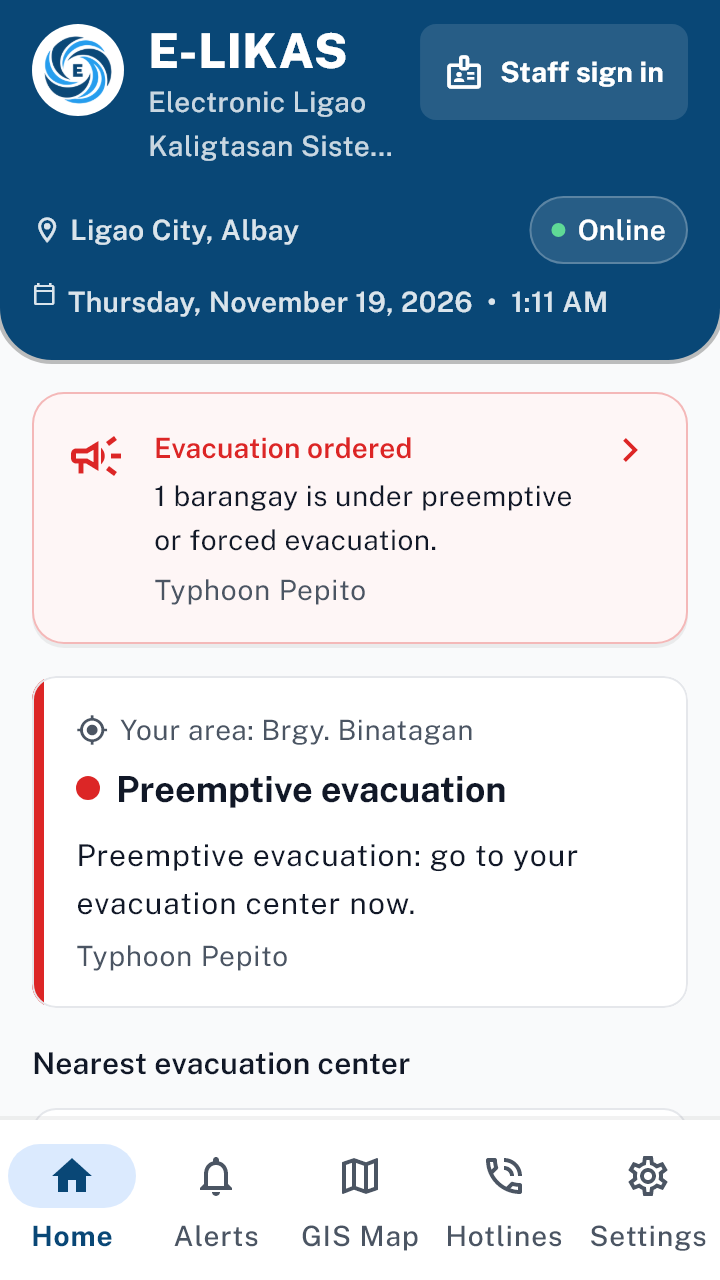 E
E-LIKAS
Electronic Ligao
Kaligtasan Siste...
Staff sign in
Ligao City, Albay
Online
Thursday, November 19, 2026 • 1:11 AM
Evacuation ordered
1 barangay is under preemptive
or forced evacuation.
Typhoon Pepito
Your area: Brgy. Binatagan
Preemptive evacuation
Preemptive evacuation: go to your
evacuation center now.
Typhoon Pepito
Nearest evacuation center
Home
Alerts
GIS Map
Hotlines
Settings